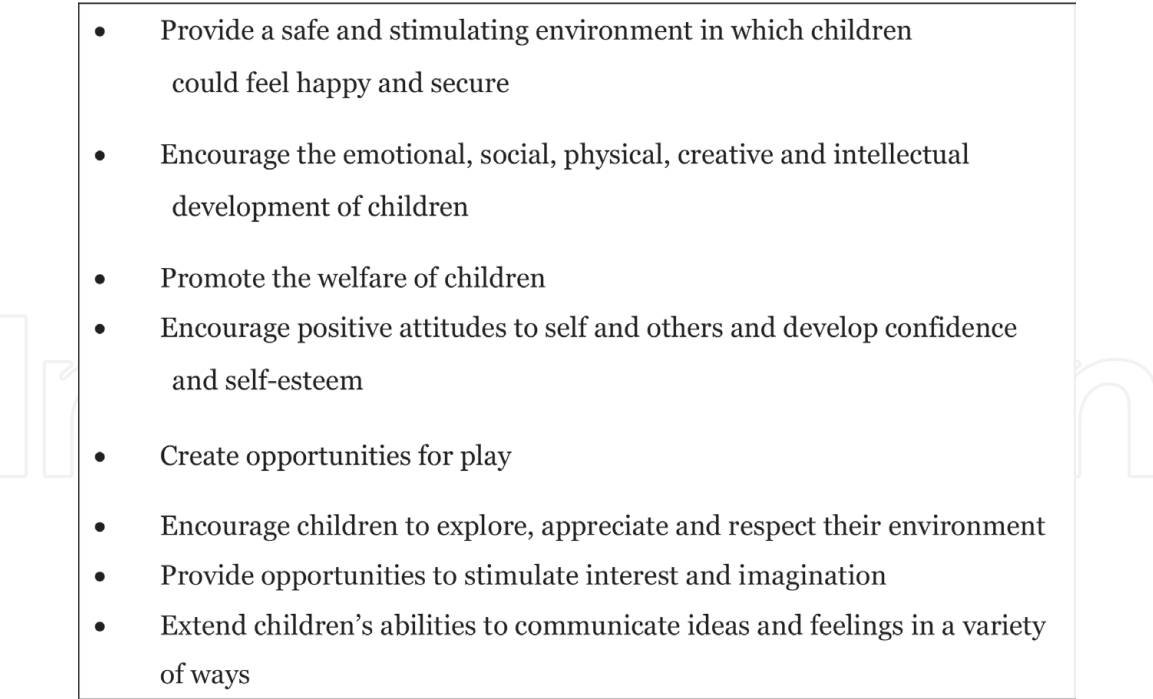 • Provide a safe and stimulating environment in which children
could feel happy and secure
• Encourage the emotional, social, physical, creative and intellectual
development of children
• Promote the welfare of children
• Encourage positive attitudes to self and others and develop confidence
and self-esteem
• Create opportunities for play
• Encourage children to explore, appreciate and respect their environment
• Provide opportunities to stimulate interest and imagination
• Extend children’s abilities to communicate ideas and feelings in a variety
of ways